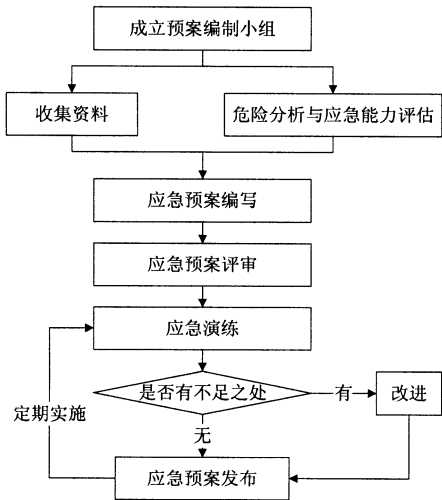 成立预案编制小组
收集资料
危险分析与应急能力评估
应急预案编写
应急预案评审
应急演练
是否有不足之处
有
改进
定期实施
无
应急预案发布